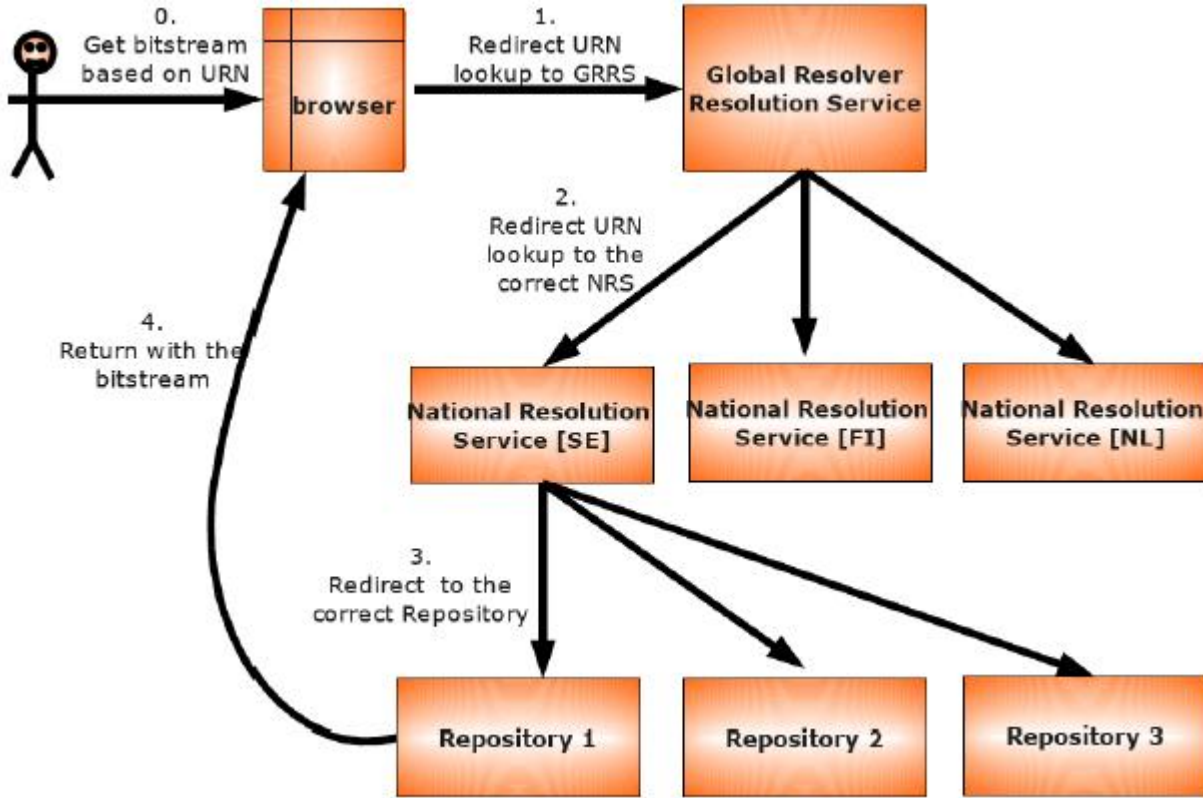 0.
Get bitstream
based on URN
browser
1.
Redirect URN
lookup to GRRS
Global Resolver
Resolution Service
2.
Redirect URN
lookup to the
correct NRS
4.
Return with the
bitstream
National Resolution
Service [SE]
National Resolution
Service [FI]
National Resolution
Service [NL]
3.
Redirect to the
correct Repository
Repository 1
Repository 2
Repository 3